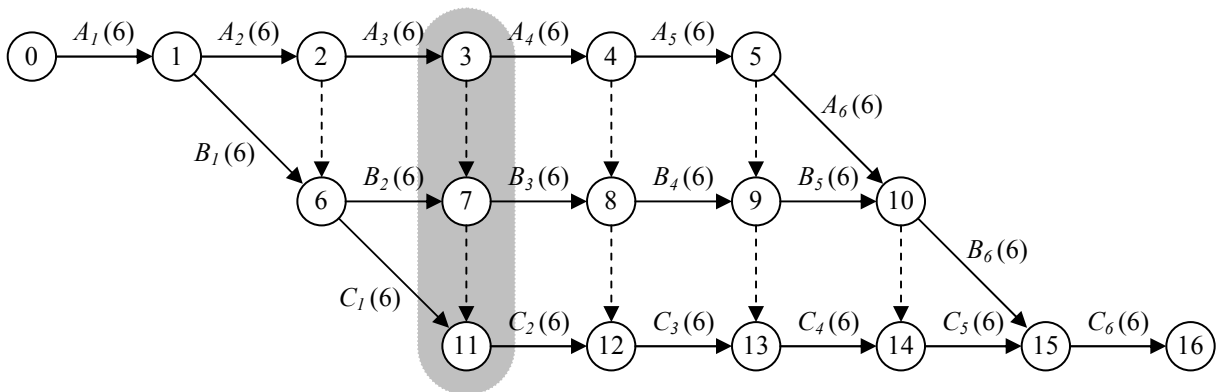 A1 (6) A2 (6) A3 (6) A4 (6) A5 (6)
0 1 2 3 4 5
A6 (6)
B1 (6)
B2 (6) B3 (6) B4 (6) B5 (6)
6 7 8 9 10
B6 (6)
C1 (6)
C2 (6) C3 (6) C4 (6) C5 (6) C6 (6)
11 12 13 14 15 16